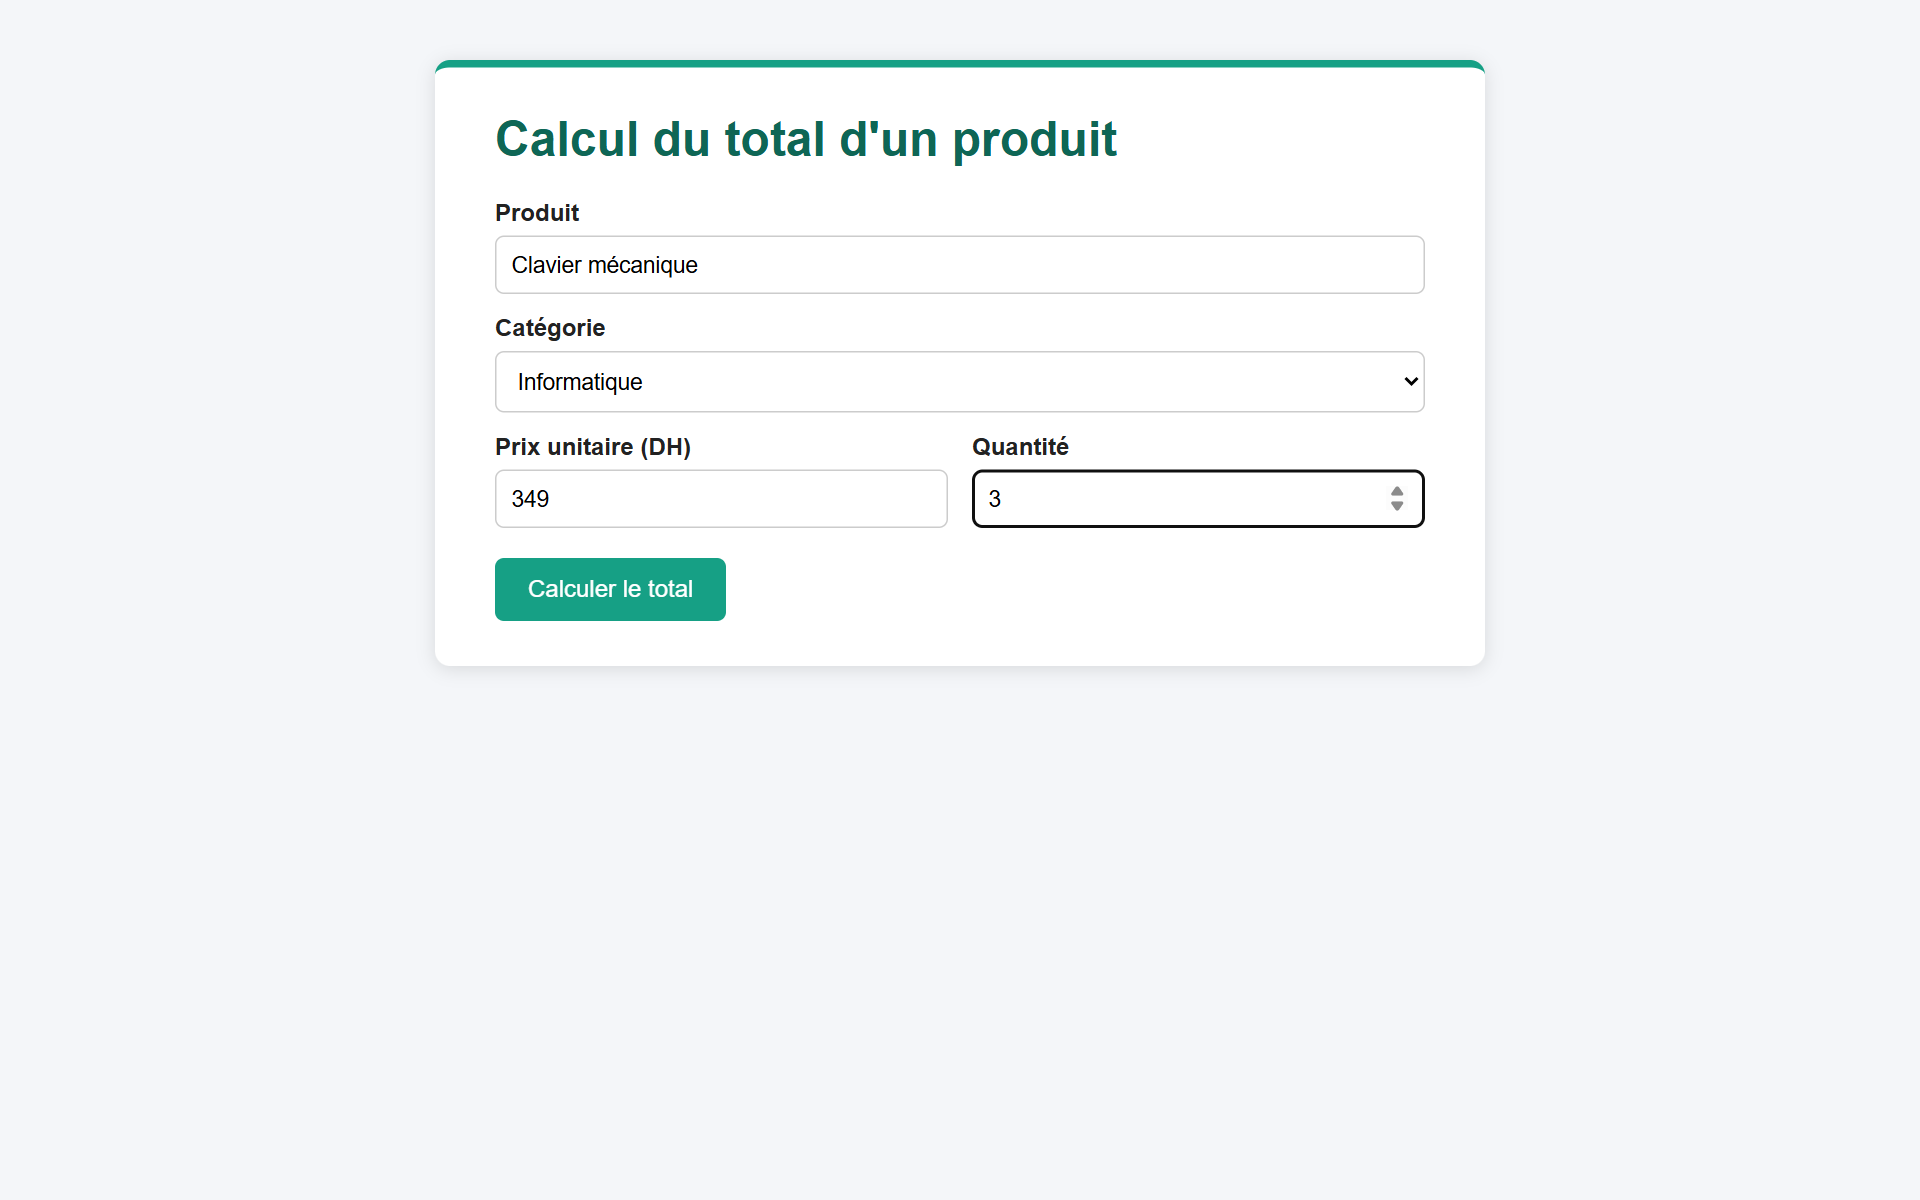 Calcul du total d'un produit
Produit
Clavier mécanique
Catégorie
Informatique
Prix unitaire (DH) Quantité
349 3
Calculer le total